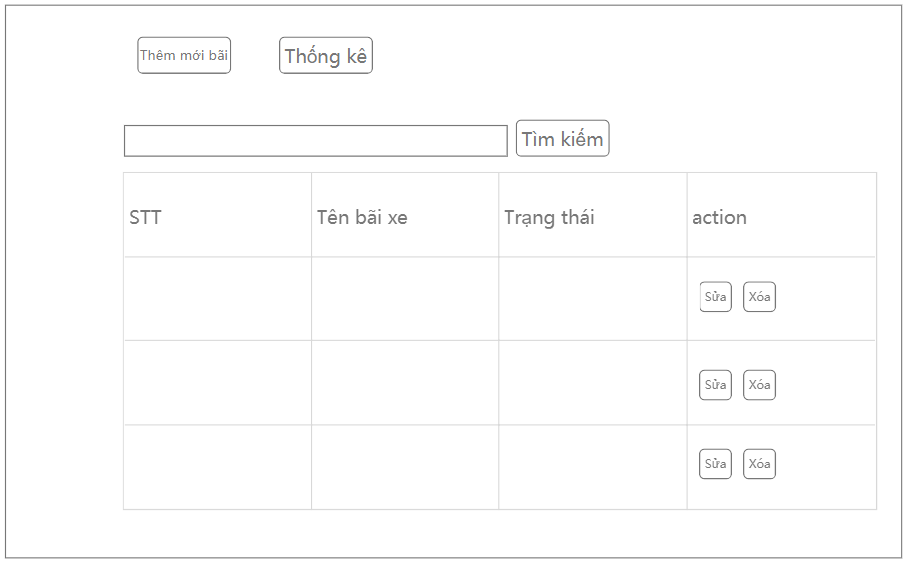 Thêm mới bãi
Thống kê
Tìm kiếm
STT
Tên bãi xe
Trạng thái
action
Sửa
Xóa
Sửa
Xóa
Sửa
Xóa